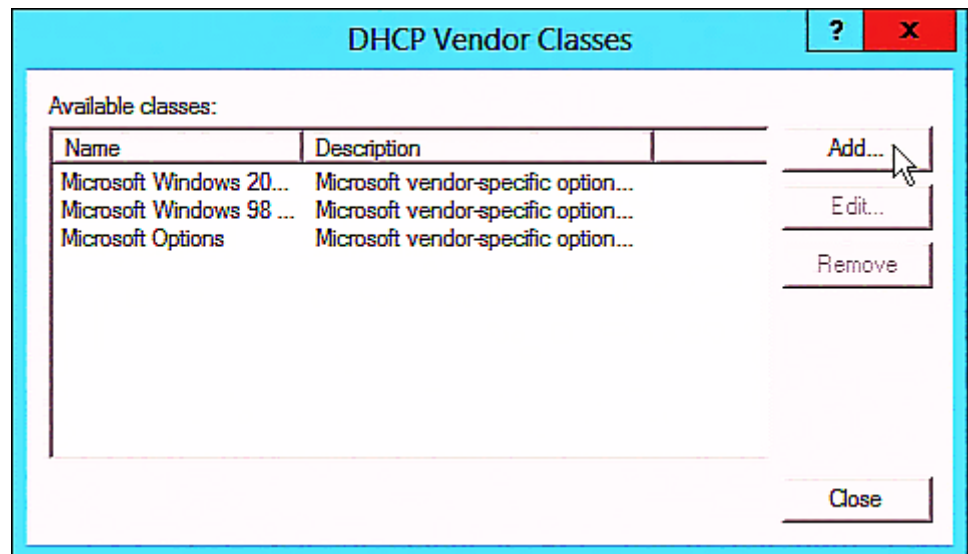 DHCP Vendor Classes
? x
Available classes:
Name Description
Microsoft Windows 20... Microsoft vendor-specific option...
Microsoft Windows 98 ... Microsoft vendor-specific option...
Microsoft Options Microsoft vendor-specific option...
Add...
Edit...
Remove
Close